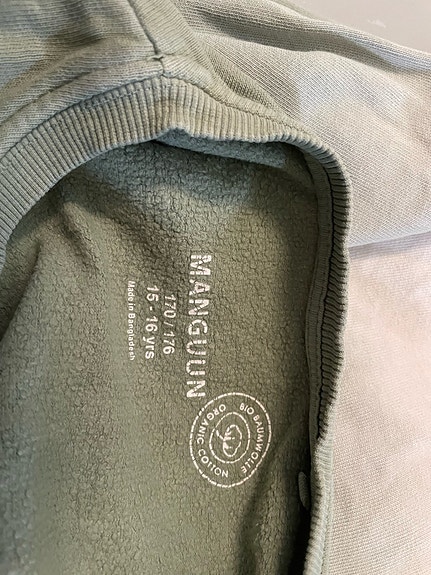 MANGUUN
170 / 176
15 - 16 yrs
Made in Bangladesh
BIO BAUMWOLLE
ORGANIC COTTON